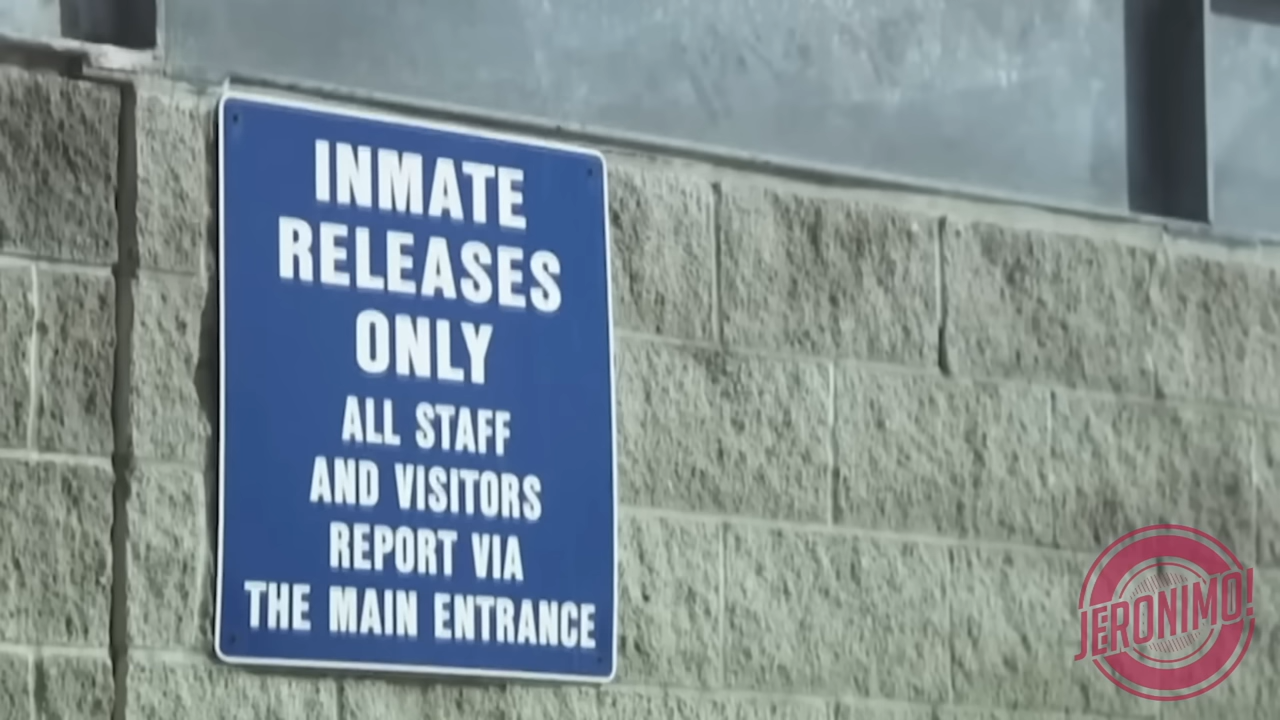 INMATE
RELEASES
ONLY
ALL STAFF
AND VISITORS
REPORT VIA
THE MAIN ENTRANCE
JERONIMO!